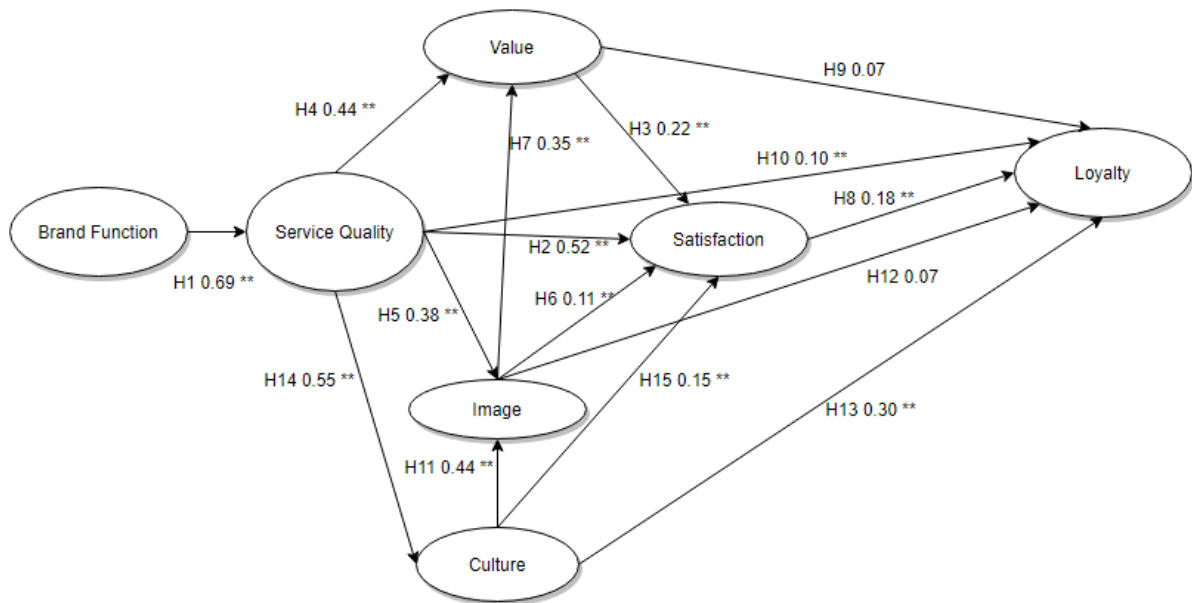 Value
H9 0.07
H4 0.44 **
H7 0.35 **
H3 0.22 **
H10 0.10 **
Loyalty
H8 0.18 **
Brand Function
Service Quality
Satisfaction
H2 0.52 **
H1 0.69 **
H12 0.07
H6 0.11 **
H5 0.38 **
H14 0.55 **
H15 0.15 **
Image
H13 0.30 **
H11 0.44 **
Culture